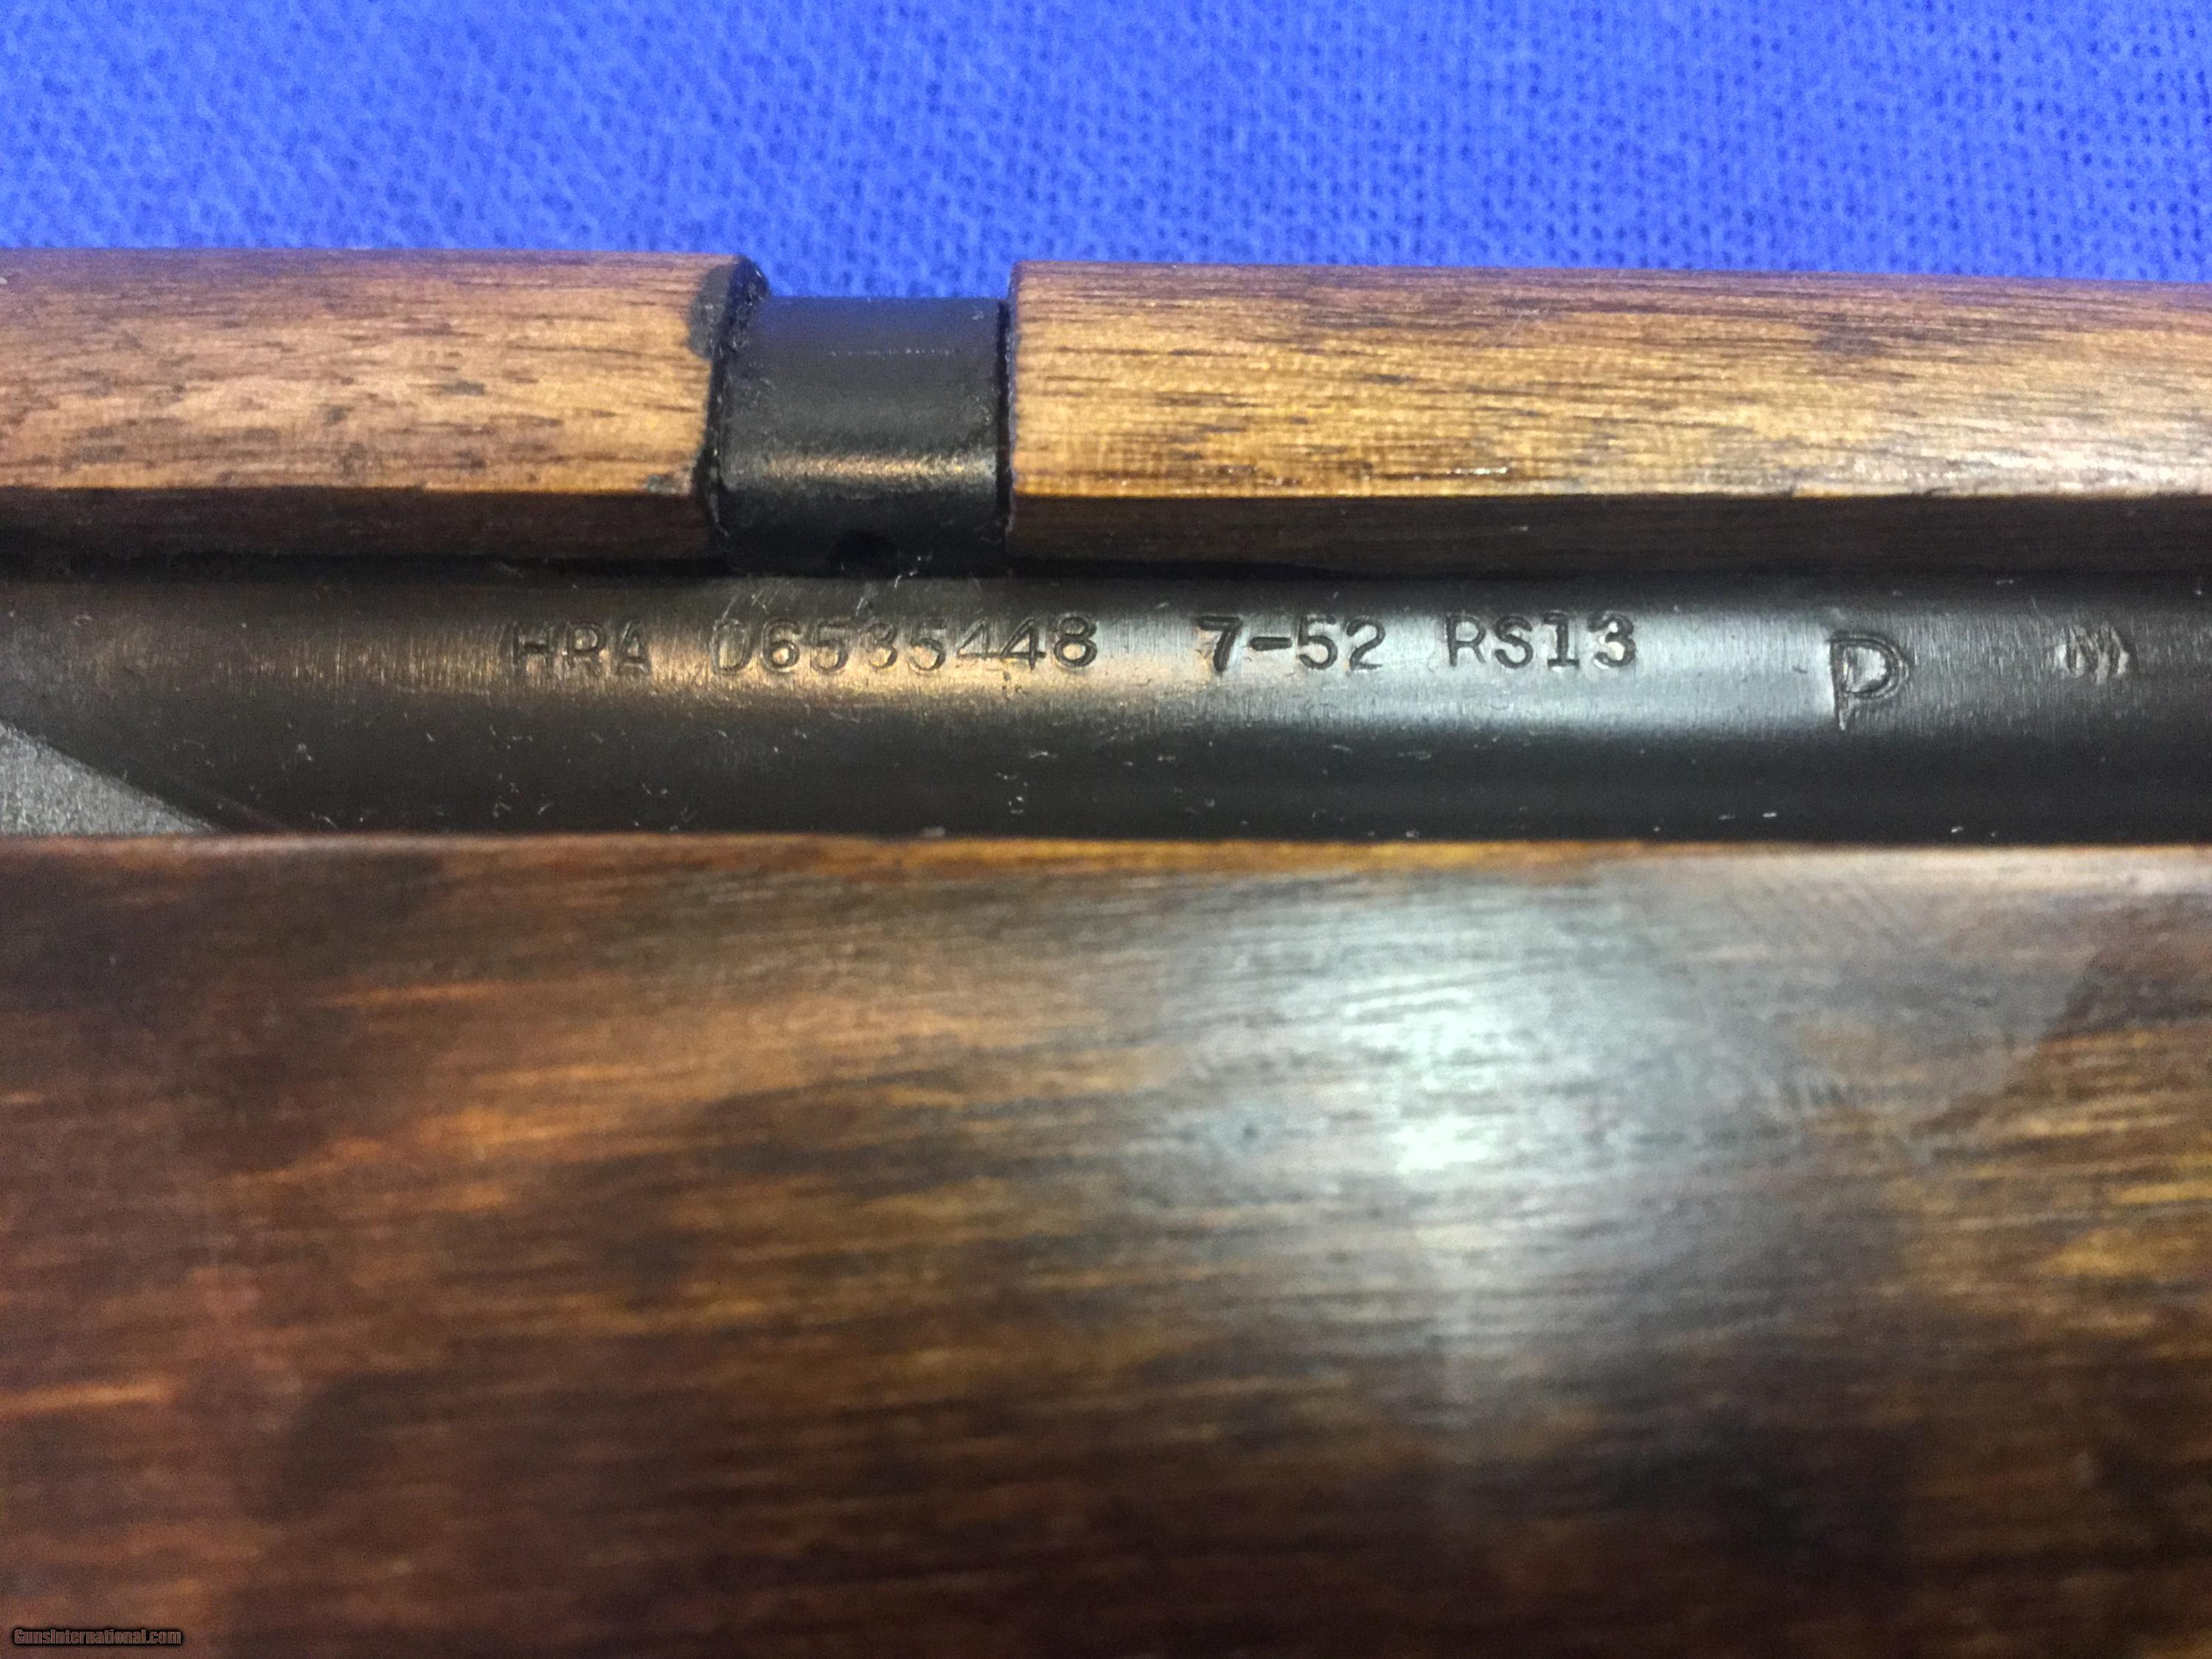 HRA D6535448 7-52 RS13 P M
GunsInternational.com